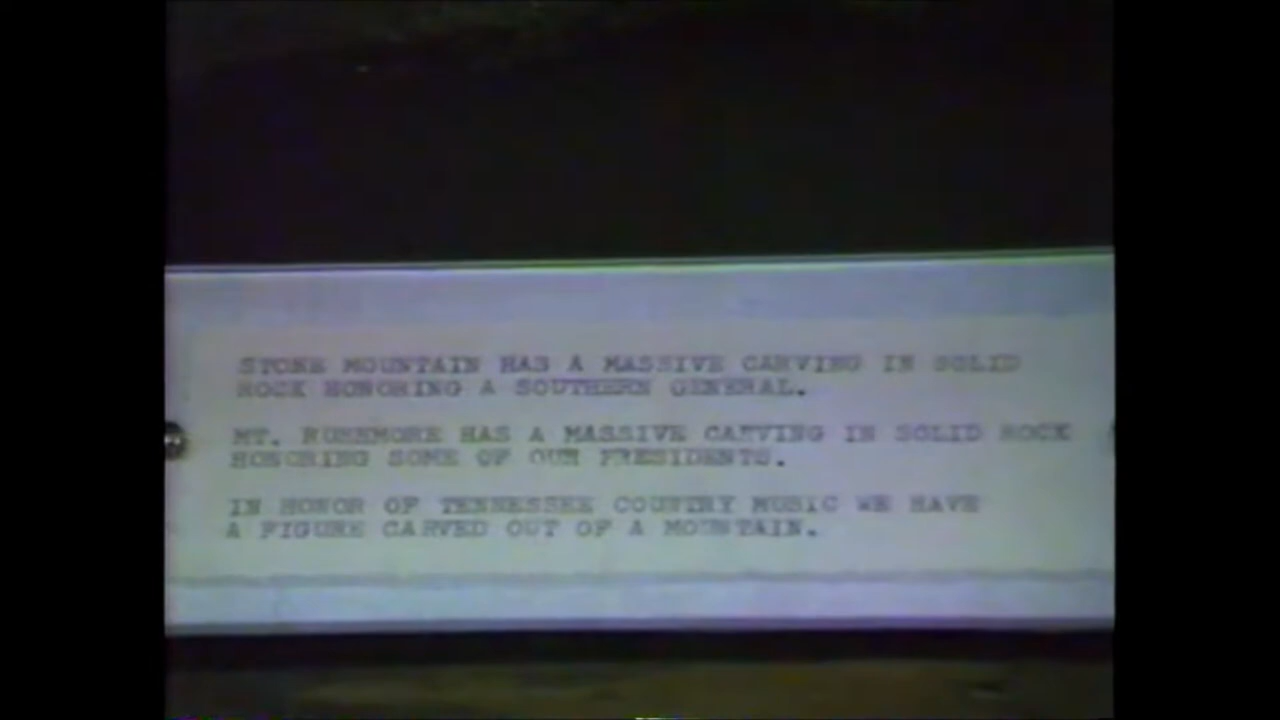 STONE MOUNTAIN HAS A MASSIVE CARVING IN SOLID
ROCK HONORING A SOUTHERN GENERAL.
MT. RUSHMORE HAS A MASSIVE CARVING IN SOLID ROCK
HONORING SOME OF OUR PRESIDENTS.
IN HONOR OF TENNESSEE COUNTRY MUSIC WE HAVE
A FIGURE CARVED OUT OF A MOUNTAIN.